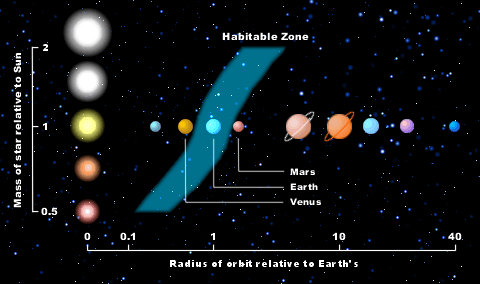 Habitable Zone
Mass of star relative to Sun
2
1
0.5
Mars
Earth
Venus
0 0.1 1 10 40
Radius of orbit relative to Earth's